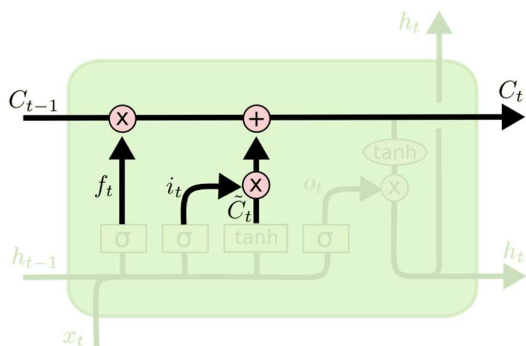 h_t
C_{t-1} x + C_t
tanh
f_t i_t x o_t x
C̃_t
σ σ tanh σ
h_{t-1} h_t
x_t